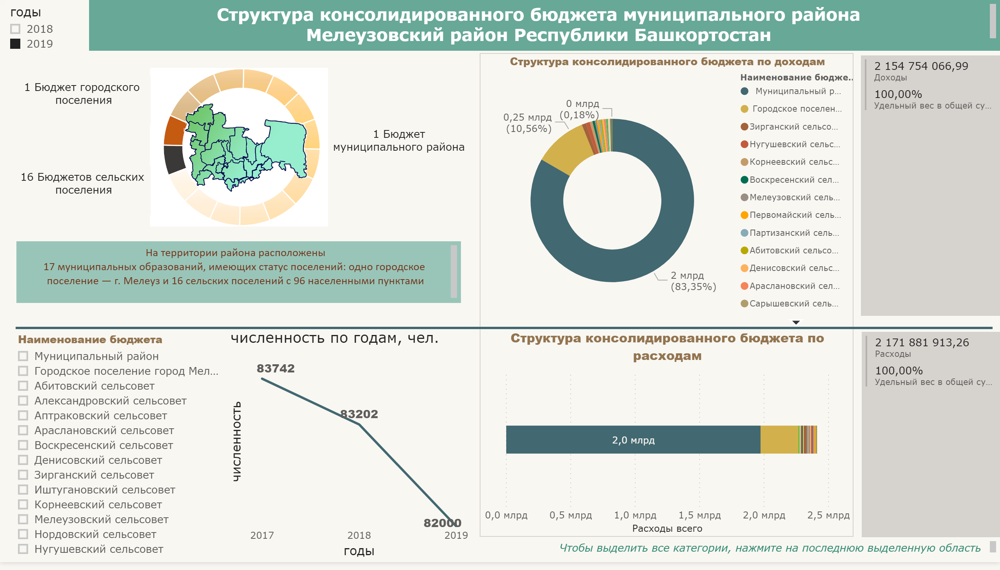 годы
2018
2019
Структура консолидированного бюджета муниципального района
Мелеузовский район Республики Башкортостан
1 Бюджет городского
поселения
16 Бюджетов сельских
поселения
1 Бюджет
муниципального района
На территории района расположены
17 муниципальных образований, имеющих статус поселений: одно городское
поселение — г. Мелеуз и 16 сельских поселений с 96 населенными пунктами
Структура консолидированного бюджета по доходам
0 млрд
(0,18%)
0,25 млрд
(10,56%)
2 млрд
(83,35%)
Наименование бюдже..
Муниципальный р...
Городское поселен...
Зирганский сельсо...
Нугушевский сельс...
Корнеевский сельс...
Воскресенский сел...
Мелеузовский сель...
Первомайский сель...
Партизанский сель...
Абитовский сельсо...
Денисовский сельс...
Араслановский сел...
Сарышевский сель...
2 154 754 066,99
Доходы
100,00%
Удельный вес в общей су...
Наименование бюджета
Муниципальный район
Городское поселение город Мел...
Абитовский сельсовет
Александровский сельсовет
Аптраковский сельсовет
Араслановский сельсовет
Воскресенский сельсовет
Денисовский сельсовет
Зирганский сельсовет
Иштугановский сельсовет
Корнеевский сельсовет
Мелеузовский сельсовет
Нордовский сельсовет
Нугушевский сельсовет
численность по годам, чел.
численность
83742
83202
82000
2017
2018
2019
годы
Структура консолидированного бюджета по
расходам
2,0 млрд
0,0 млрд
0,5 млрд
1,0 млрд
1,5 млрд
2,0 млрд
2,5 млрд
Расходы всего
2 171 881 913,26
Расходы
100,00%
Удельный вес в общей су...
Чтобы выделить все категории, нажмите на последнюю выделенную область